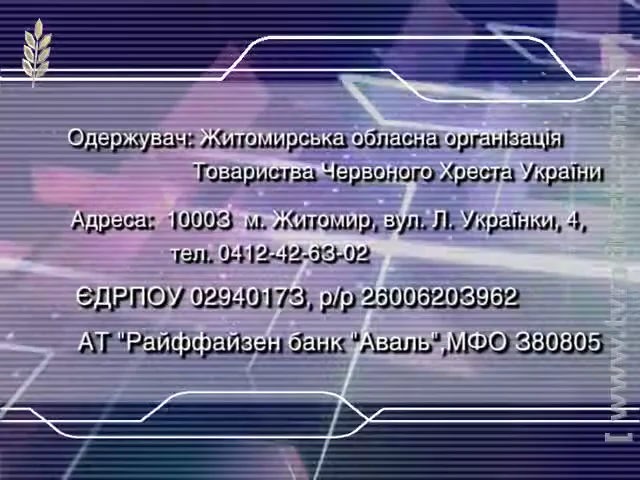 Одержувач: Житомирська обласна організація
Товариства Червоного Хреста України
Адреса: 10003 м. Житомир, вул. Л. Українки, 4,
тел. 0412-42-63-02
ЄДРПОУ 02940173, р/р 26006203962
АТ "Райффайзен банк "Аваль",МФО 380805